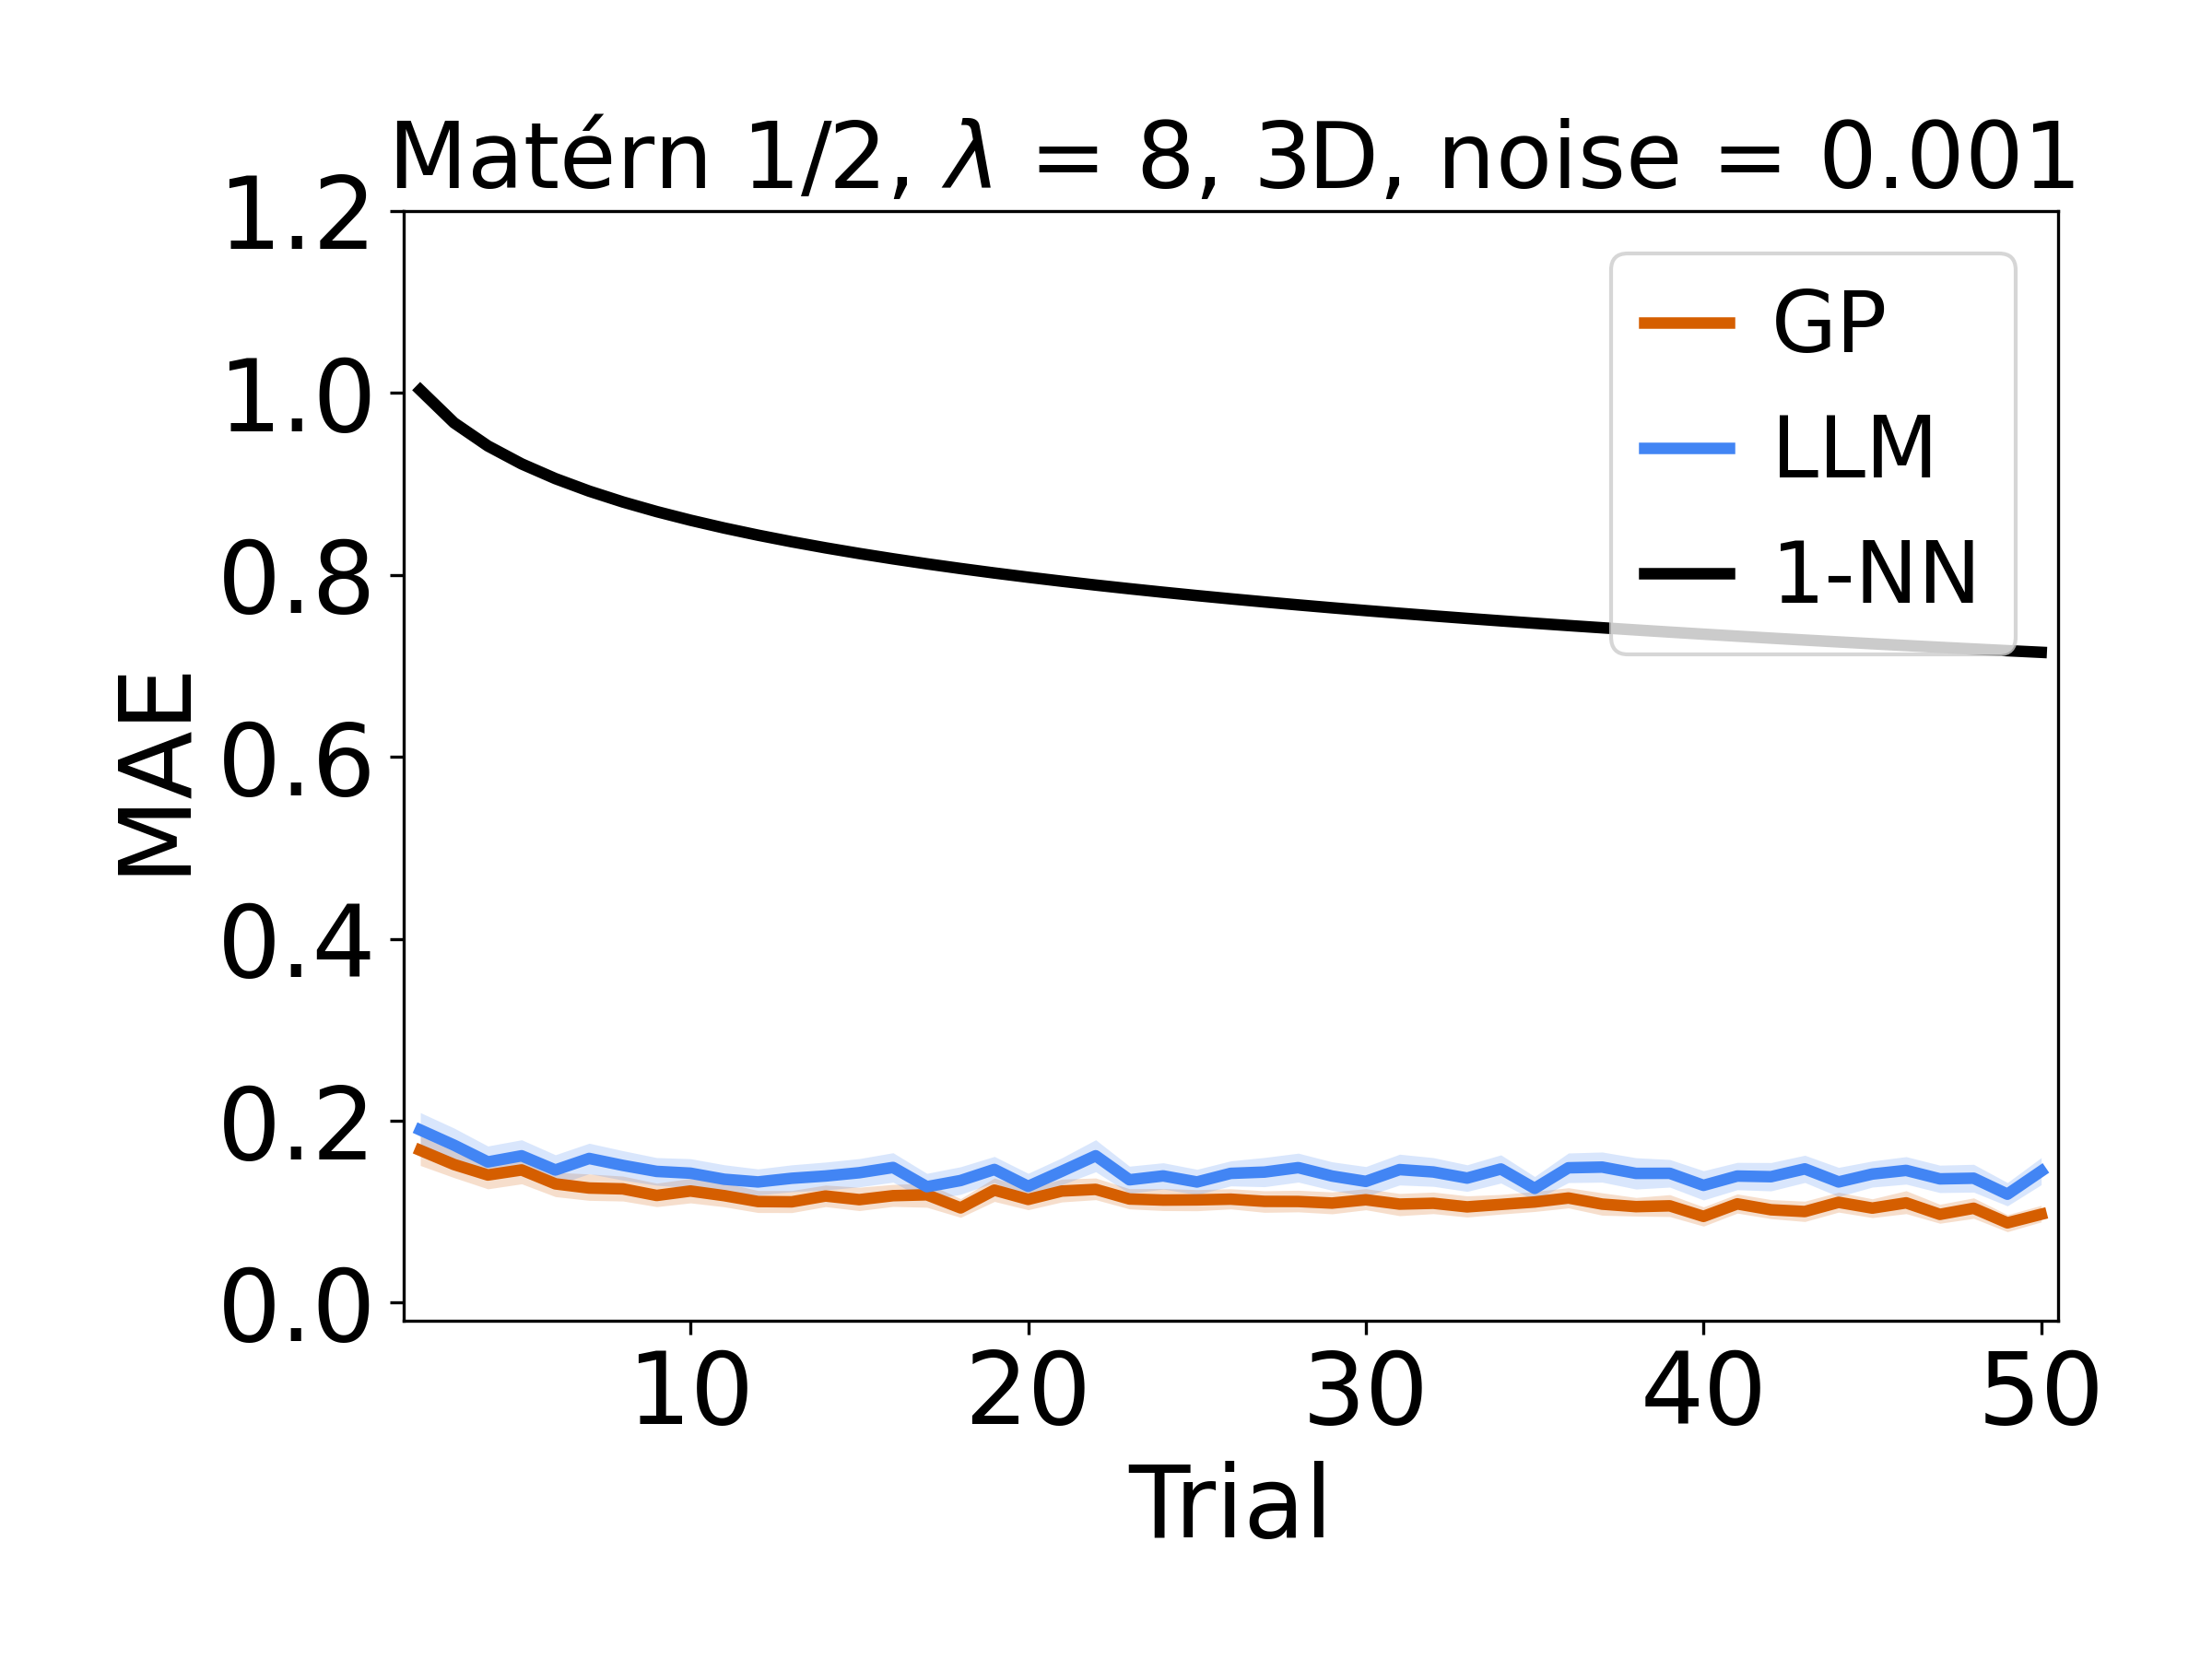 Matérn 1/2, λ = 8, 3D, noise = 0.001
1.2
1.0
0.8
0.6
0.4
0.2
0.0
MAE
GP
LLM
1-NN
10 20 30 40 50
Trial